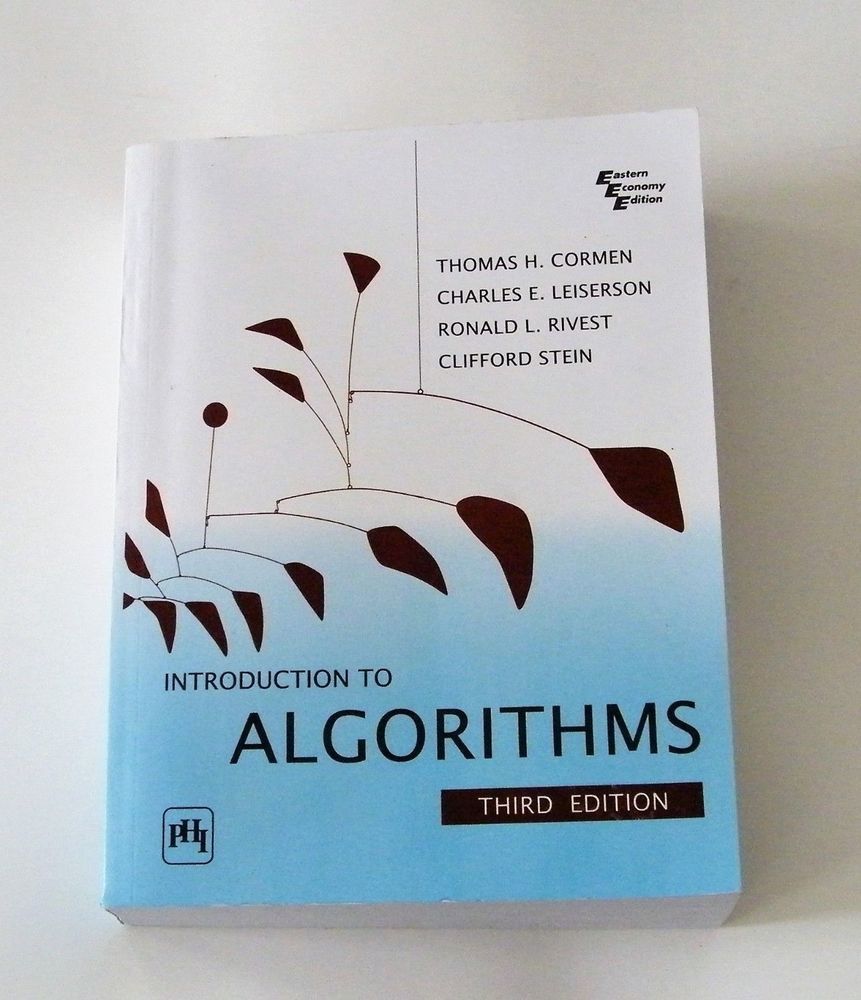 Eastern
Economy
Edition
THOMAS H. CORMEN
CHARLES E. LEISERSON
RONALD L. RIVEST
CLIFFORD STEIN
INTRODUCTION TO
ALGORITHMS
THIRD EDITION
PHI